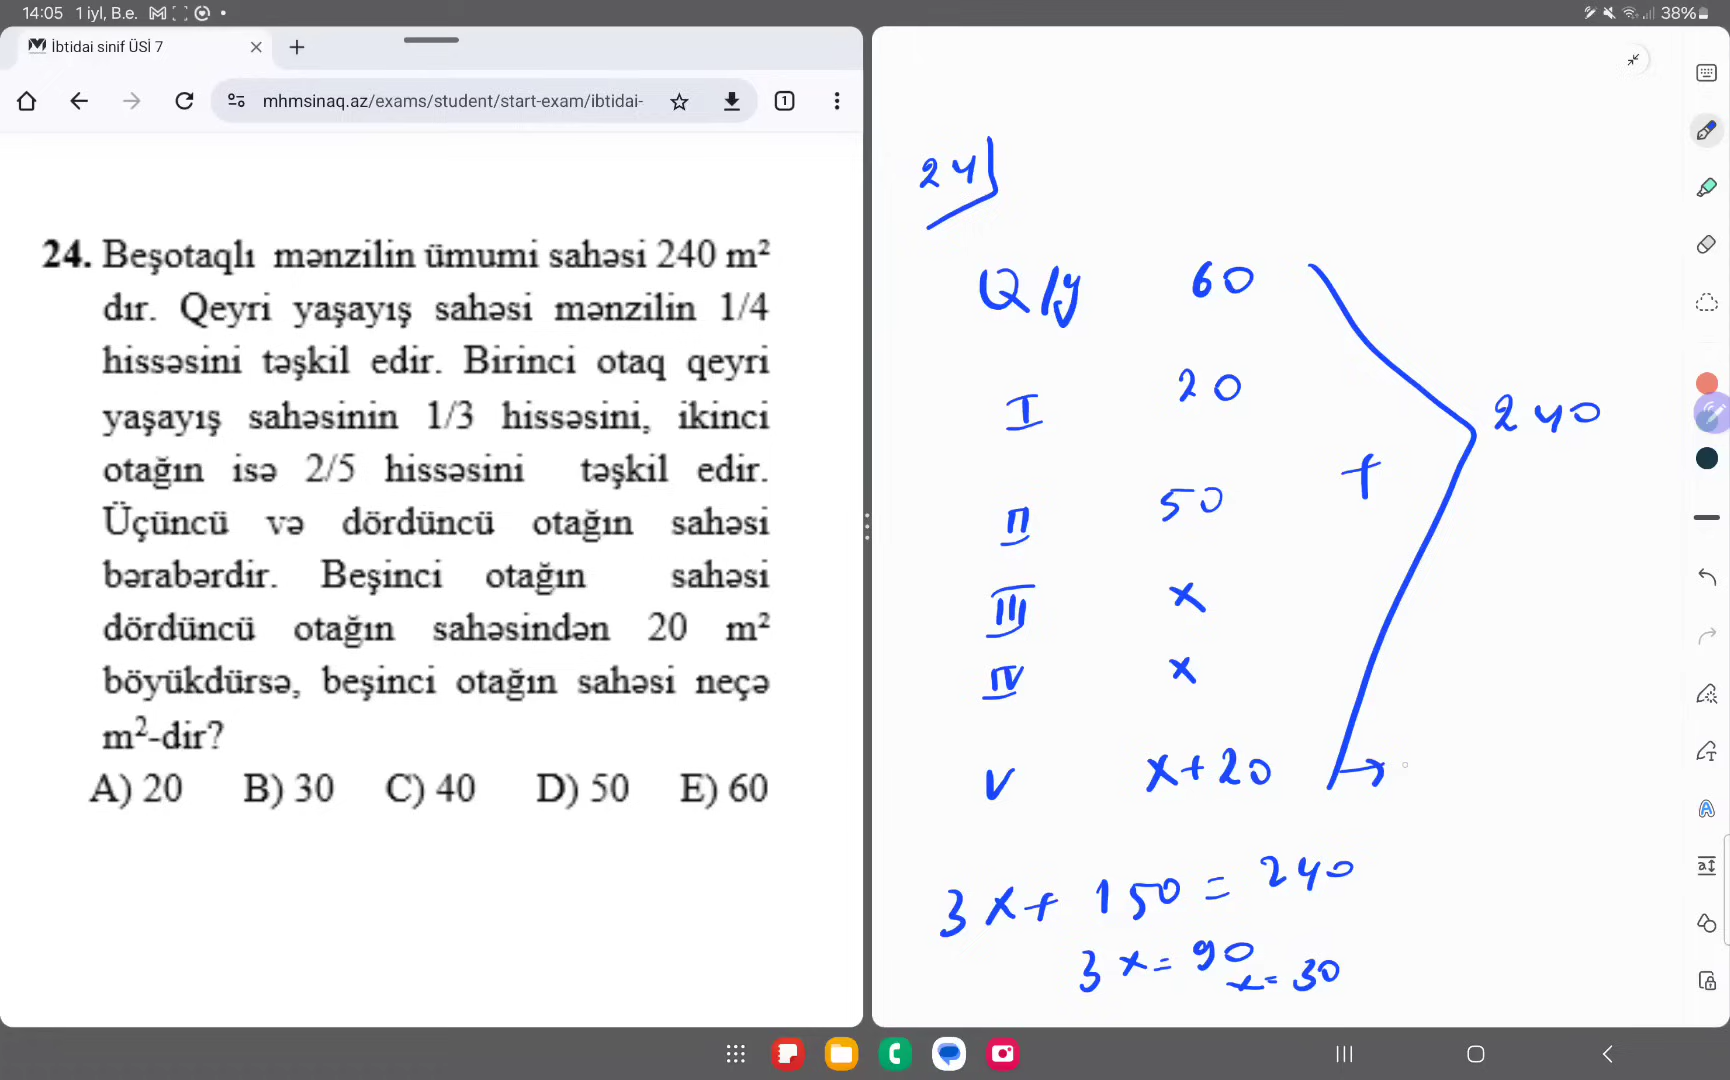 14:05 1 iyl, B.e.
38%
İbtidai sinif ÜSİ 7
mhmsinaq.az/exams/student/start-exam/ibtidai-
1
24. Beşotaqlı mənzilin ümumi sahəsi 240 m²
dır. Qeyri yaşayış sahəsi mənzilin 1/4
hissəsini təşkil edir. Birinci otaq qeyri
yaşayış sahəsinin 1/3 hissəsini, ikinci
otağın isə 2/5 hissəsini təşkil edir.
Üçüncü və dördüncü otağın sahəsi
bərabərdir. Beşinci otağın sahəsi
dördüncü otağın sahəsindən 20 m²
böyükdürsə, beşinci otağın sahəsi neçə
m²-dir?
A) 20 B) 30 C) 40 D) 50 E) 60
24
Q/y 60
I 20
240
II 50 +
III x
IV x
V x+20 →
3x+150=240
3x=90
x=30